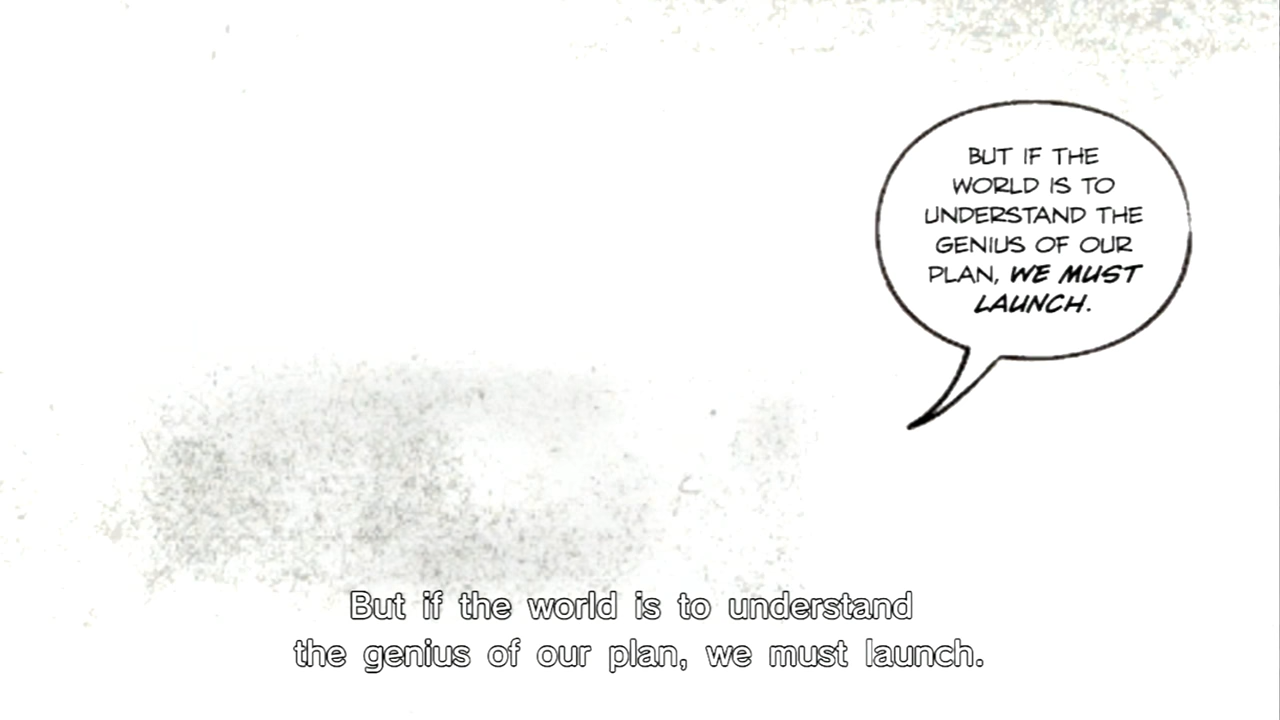 BUT IF THE
WORLD IS TO
UNDERSTAND THE
GENIUS OF OUR
PLAN, WE MUST
LAUNCH.
But if the world is to understand
the genius of our plan, we must launch.